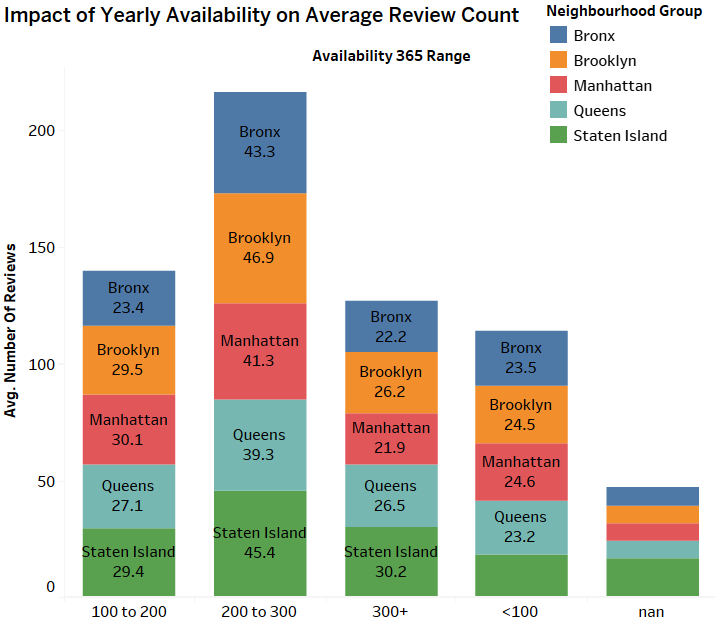 Impact of Yearly Availability on Average Review Count
Neighbourhood Group
Bronx
Brooklyn
Manhattan
Queens
Staten Island
Availability 365 Range
Avg. Number Of Reviews
200
150
100
50
0
Bronx
23.4
Brooklyn
29.5
Manhattan
30.1
Queens
27.1
Staten Island
29.4
Bronx
43.3
Brooklyn
46.9
Manhattan
41.3
Queens
39.3
Staten Island
45.4
Bronx
22.2
Brooklyn
26.2
Manhattan
21.9
Queens
26.5
Staten Island
30.2
Bronx
23.5
Brooklyn
24.5
Manhattan
24.6
Queens
23.2
100 to 200
200 to 300
300+
<100
nan